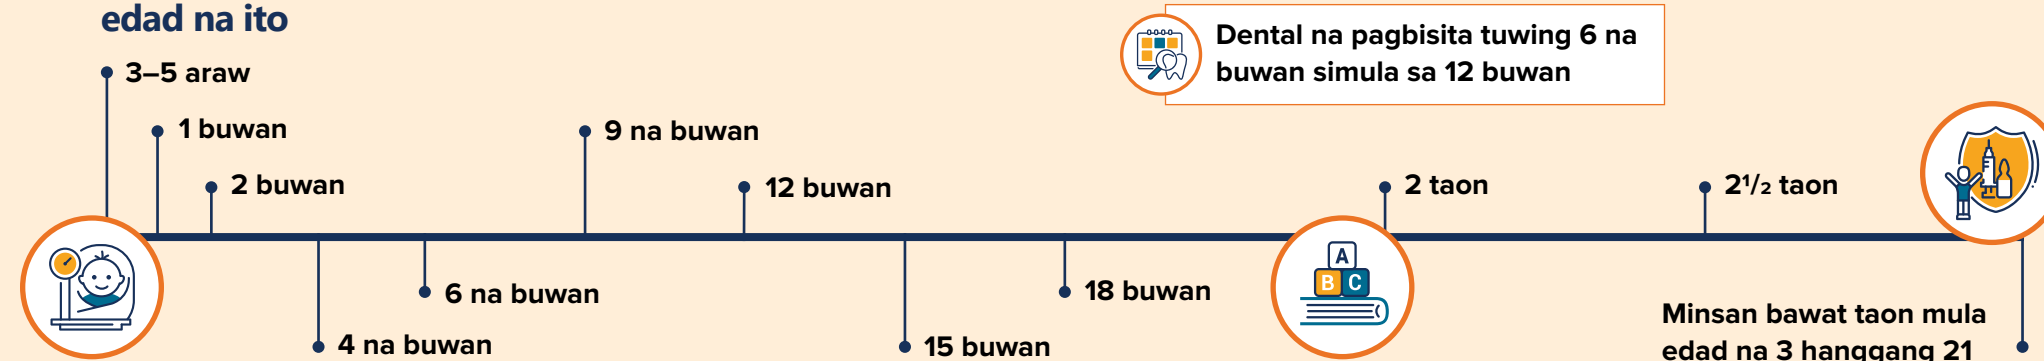 edad na ito
3–5 araw
1 buwan
2 buwan
4 na buwan
6 na buwan
9 na buwan
12 buwan
15 buwan
18 buwan
Dental na pagbisita tuwing 6 na
buwan simula sa 12 buwan
A
B C
2 taon
2½ taon
Minsan bawat taon mula
edad na 3 hanggang 21